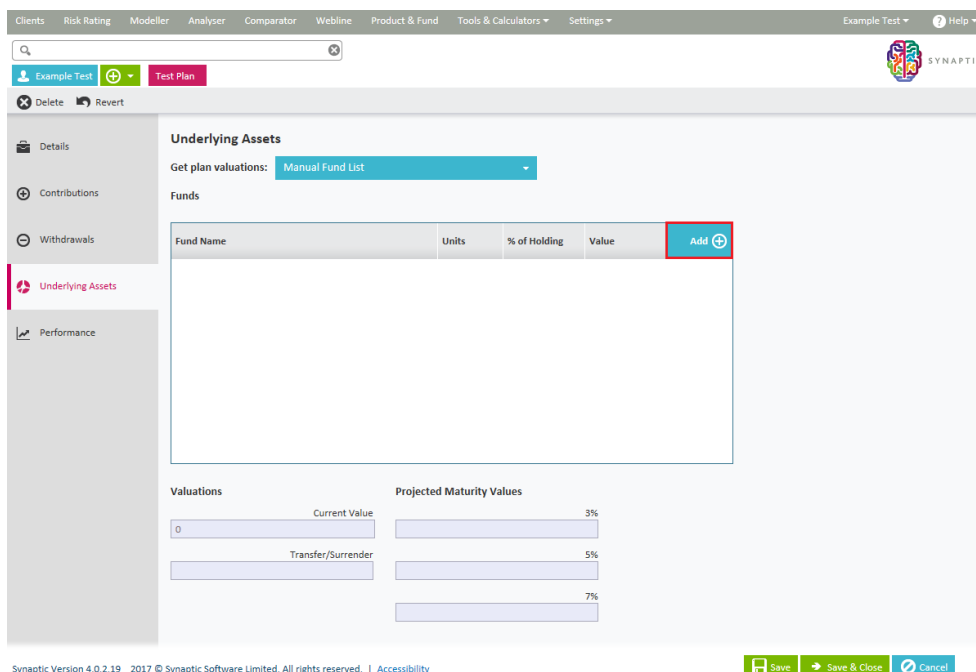 Clients Risk Rating Modeller Analyser Comparator Webline Product & Fund Tools & Calculators Settings Example Test Help
SYNAPTI
Example Test Test Plan
Delete Revert
Details
Contributions
Withdrawals
Underlying Assets
Performance
Underlying Assets
Get plan valuations: Manual Fund List
Funds
Fund Name Units % of Holding Value Add
Valuations Projected Maturity Values
Current Value 3%
0
Transfer/Surrender 5%
7%
Synaptic Version 4.0.2.19 2017 © Synaptic Software Limited. All rights reserved. | Accessibility
Save Save & Close Cancel